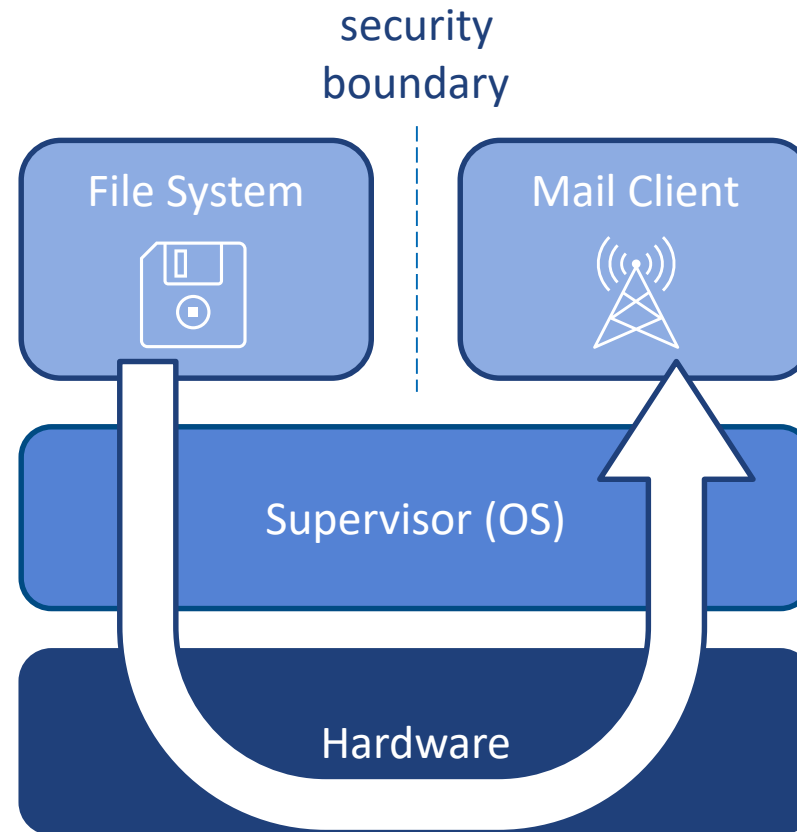 security
boundary
File System
Mail Client
Supervisor (OS)
Hardware